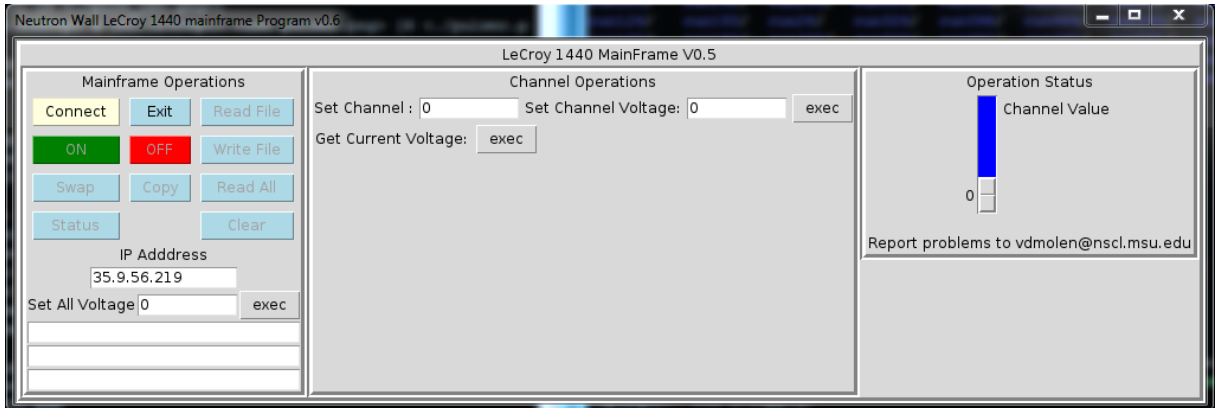 Neutron Wall LeCroy 1440 mainframe Program v0.6
LeCroy 1440 MainFrame V0.5
Mainframe Operations
Connect Exit Read File
ON OFF Write File
Swap Copy Read All
Status Clear
IP Adddress
35.9.56.219
Set All Voltage 0 exec
Channel Operations
Set Channel : 0 Set Channel Voltage: 0 exec
Get Current Voltage: exec
Operation Status
Channel Value
0
Report problems to vdmolen@nscl.msu.edu